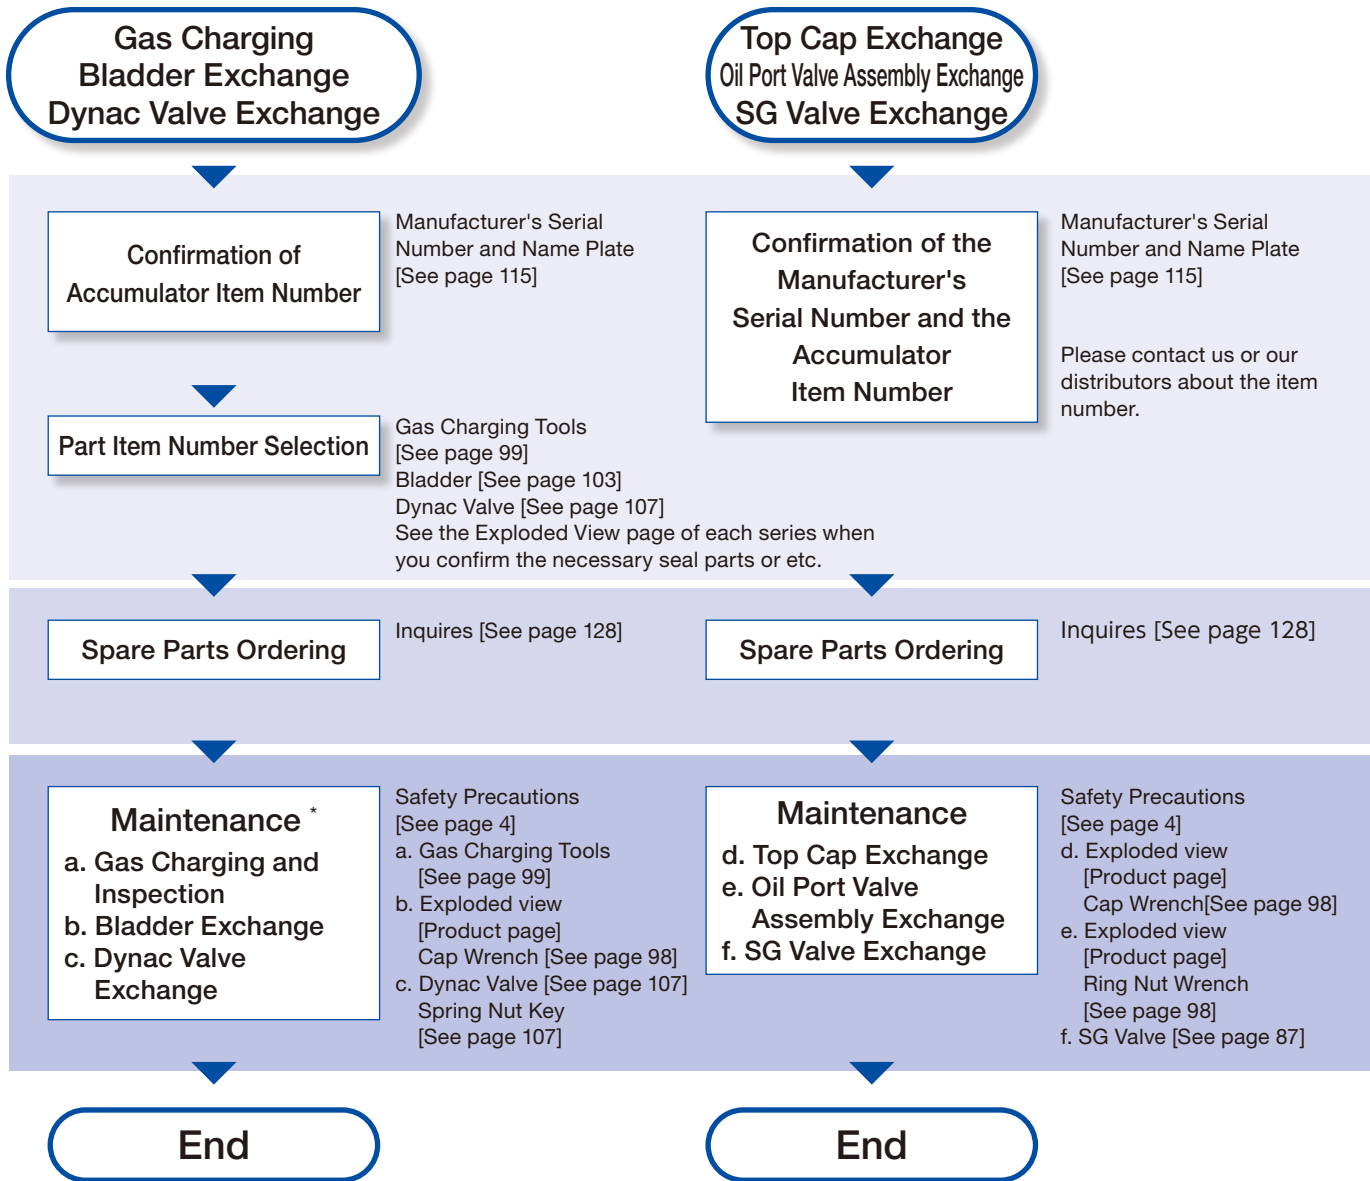 Gas Charging
Bladder Exchange
Dynac Valve Exchange
Confirmation of
Accumulator Item Number
Manufacturer's Serial
Number and Name Plate
[See page 115]
Part Item Number Selection
Gas Charging Tools
[See page 99]
Bladder [See page 103]
Dynac Valve [See page 107]
See the Exploded View page of each series when
you confirm the necessary seal parts or etc.
Spare Parts Ordering
Inquires [See page 128]
Maintenance *
a. Gas Charging and
Inspection
b. Bladder Exchange
c. Dynac Valve
Exchange
Safety Precautions
[See page 4]
a. Gas Charging Tools
[See page 99]
b. Exploded view
[Product page]
Cap Wrench [See page 98]
c. Dynac Valve [See page 107]
Spring Nut Key
[See page 107]
End
Top Cap Exchange
Oil Port Valve Assembly Exchange
SG Valve Exchange
Confirmation of the
Manufacturer's
Serial Number and the
Accumulator
Item Number
Manufacturer's Serial
Number and Name Plate
[See page 115]
Please contact us or our
distributors about the item
number.
Spare Parts Ordering
Inquires [See page 128]
Maintenance
d. Top Cap Exchange
e. Oil Port Valve
Assembly Exchange
f. SG Valve Exchange
Safety Precautions
[See page 4]
d. Exploded view
[Product page]
Cap Wrench[See page 98]
e. Exploded view
[Product page]
Ring Nut Wrench
[See page 98]
f. SG Valve [See page 87]
End